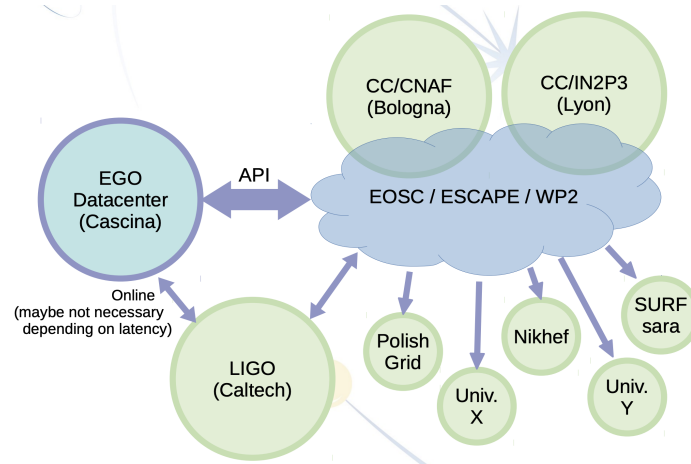 CC/CNAF
(Bologna)
CC/IN2P3
(Lyon)
EGO
Datacenter
(Cascina)
API
EOSC / ESCAPE / WP2
Online
(maybe not necessary
depending on latency)
LIGO
(Caltech)
Polish
Grid
Univ.
X
Nikhef
Univ.
Y
SURF
sara